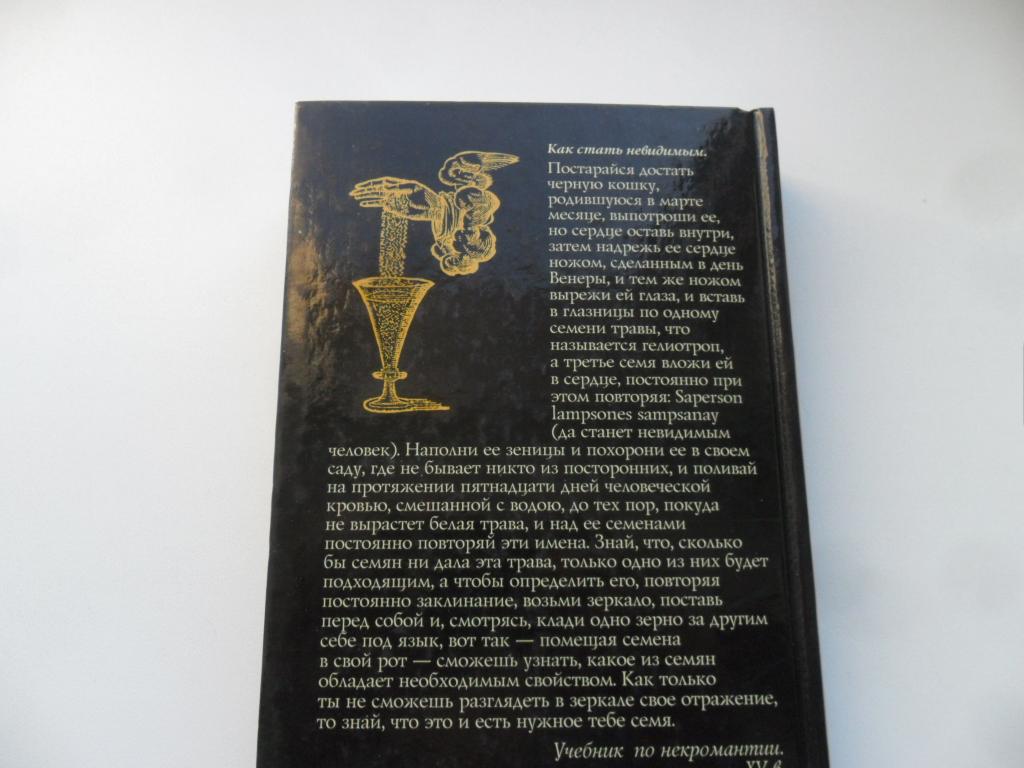 Как стать невидимым.
Постарайся достать
черную кошку,
родившуюся в марте
месяце, выпотроши ее,
но сердце оставь внутри,
затем надрежь ее сердце
ножом, сделанным в день
Венеры, и тем же ножом
вырежи ей глаза, и вставь
в глазницы по одному
семени травы, что
называется гелиотроп,
а третье семя вложи ей
в сердце, постоянно при
этом повторяя: Saperson
lampsones sampsanay
(да станет невидимым
человек). Наполни ее зеницы и похорони ее в своем
саду, где не бывает никто из посторонних, и поливай
на протяжении пятнадцати дней человеческой
кровью, смешанной с водою, до тех пор, покуда
не вырастет белая трава, и над ее семенами
постоянно повторяй эти имена. Знай, что, сколько
бы семян ни дала эта трава, только одно из них будет
подходящим, а чтобы определить его, повторяя
постоянно заклинание, возьми зеркало, поставь
перед собой и, смотрясь, клади одно зерно за другим
себе под язык, вот так — помещая семена
в свой рот — сможешь узнать, какое из семян
обладает необходимым свойством. Как только
ты не сможешь разглядеть в зеркале свое отражение,
то знай, что это и есть нужное тебе семя.
Учебник по некромантии.
XV в.